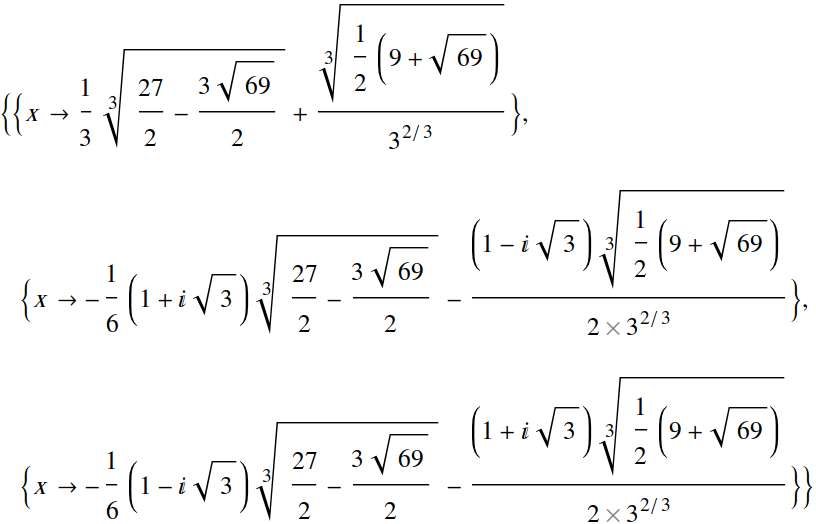 {{x → 1/3 ∛(27/2 − (3√69)/2) + ∛(1/2 (9 + √69))/3^(2/3)},
{x → −1/6 (1 + i√3) ∛(27/2 − (3√69)/2) − ((1 − i√3) ∛(1/2 (9 + √69)))/(2 × 3^(2/3))},
{x → −1/6 (1 − i√3) ∛(27/2 − (3√69)/2) − ((1 + i√3) ∛(1/2 (9 + √69)))/(2 × 3^(2/3))}}